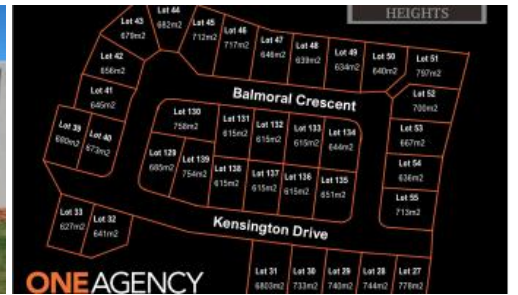 HEIGHTS
Lot 43
679m2
Lot 44
682m2
Lot 45
712m2
Lot 46
717m2
Lot 47
646m2
Lot 48
639m2
Lot 49
634m2
Lot 50
640m2
Lot 51
797m2
Lot 42
656m2
Lot 41
646m2
Lot 52
700m2
Balmoral Crescent
Lot 39
680m2
Lot 40
673m2
Lot 130
758m2
Lot 131
615m2
Lot 132
615m2
Lot 133
615m2
Lot 134
644m2
Lot 53
667m2
Lot 129
685m2
Lot 139
754m2
Lot 138
615m2
Lot 137
615m2
Lot 136
615m2
Lot 135
651m2
Lot 54
636m2
Lot 55
713m2
Lot 33
627m2
Lot 32
641m2
Kensington Drive
Lot 31
6803m2
Lot 30
733m2
Lot 29
740m2
Lot 28
744m2
Lot 27
776m2
ONEAGENCY